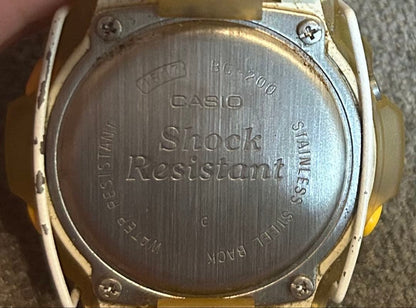 BG-200
CASIO
Shock
Resistant
WATER RESISTANT
STAINLESS STEEL BACK